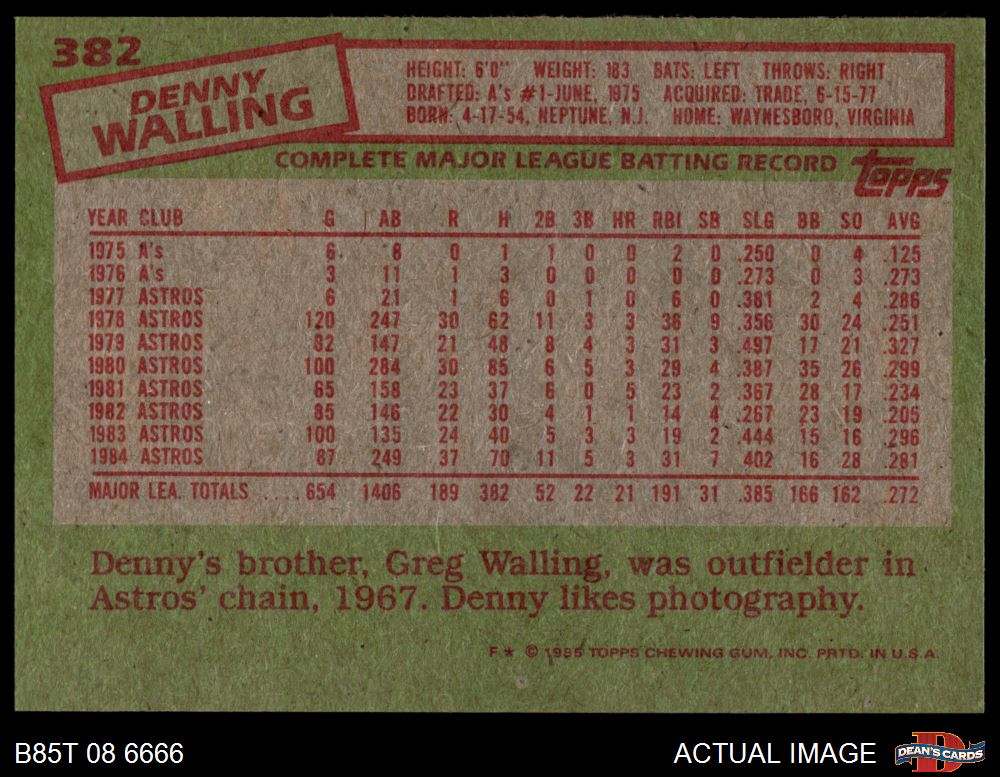 382
DENNY
WALLING
HEIGHT: 6'0" WEIGHT: 183 BATS: LEFT THROWS: RIGHT
DRAFTED: A's #1-JUNE, 1975 ACQUIRED: TRADE, 6-15-77
BORN: 4-17-54, NEPTUNE, N.J. HOME: WAYNESBORO, VIRGINIA
COMPLETE MAJOR LEAGUE BATTING RECORD
Topps
YEAR CLUB G AB R H 2B 3B HR RBI SB SLG BB SO AVG
1975 A's 6 8 0 1 1 0 0 2 0 .250 0 4 .125
1976 A's 3 11 1 3 0 0 0 0 0 .273 0 3 .273
1977 ASTROS 6 21 1 6 0 1 0 6 0 .381 2 4 .286
1978 ASTROS 120 247 30 62 11 3 3 36 9 .356 30 24 .251
1979 ASTROS 82 147 21 48 8 4 3 31 3 .497 17 21 .327
1980 ASTROS 100 284 30 85 6 5 3 29 4 .387 35 26 .299
1981 ASTROS 65 158 23 37 6 0 5 23 2 .367 28 17 .234
1982 ASTROS 85 146 22 30 4 1 1 14 4 .267 23 19 .205
1983 ASTROS 100 135 24 40 5 3 3 19 2 .444 15 16 .296
1984 ASTROS 87 249 37 70 11 5 3 31 7 .402 16 28 .281
MAJOR LEA. TOTALS ....654 1406 189 382 52 22 21 191 31 .385 166 162 .272
Denny's brother, Greg Walling, was outfielder in
Astros' chain, 1967. Denny likes photography.
F* © 1985 TOPPS CHEWING GUM, INC. PRTD. IN U.S.A.
B85T 08 6666
ACTUAL IMAGE
D
DEAN'S CARDS